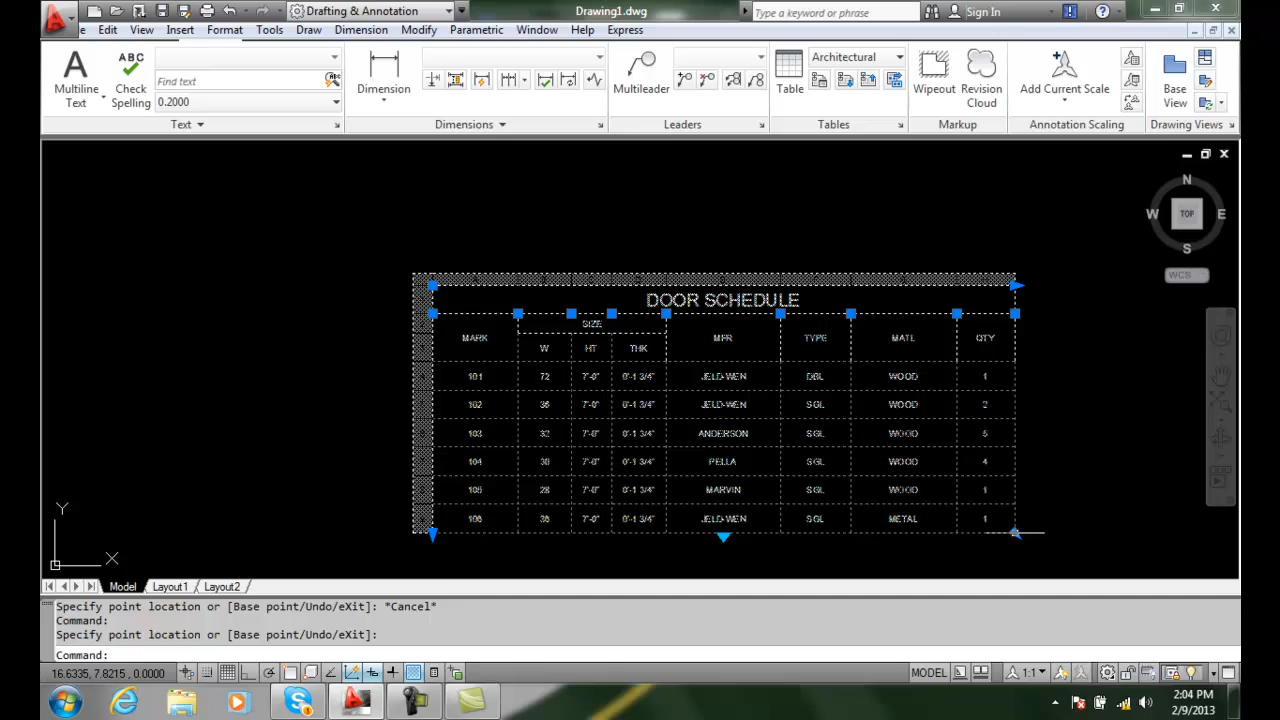 Drafting & Annotation
Drawing1.dwg
Type a keyword or phrase
Sign In
Edit View Insert Format Tools Draw Dimension Modify Parametric Window Help Express
A ABC
Multiline Text
Check Spelling
Find text
0.2000
Dimension
Multileader
Architectural
Table
Wipeout
Revision Cloud
Add Current Scale
Base View
Text Dimensions Leaders Tables Markup Annotation Scaling Drawing Views
N
W TOP E
S
WCS
DOOR SCHEDULE
SIZE
MARK W HT THK MFR TYPE MATL QTY
101 72 7'-0" 0'-1 3/4" JELD-WEN DBL WOOD 1
102 36 7'-0" 0'-1 3/4" JELD-WEN SGL WOOD 2
103 32 7'-0" 0'-1 3/4" ANDERSON SGL WOOD 5
104 30 7'-0" 0'-1 3/4" PELLA SGL WOOD 4
105 28 7'-0" 0'-1 3/4" MARVIN SGL WOOD 1
106 36 7'-0" 0'-1 3/4" JELD-WEN SGL METAL 1
Y
X
Model Layout1 Layout2
Specify point location or [Base point/Undo/eXit]: *Cancel*
Command:
Specify point location or [Base point/Undo/eXit]:
Command:
16.6335, 7.8215, 0.0000
MODEL
1:1
2:04 PM
2/9/2013